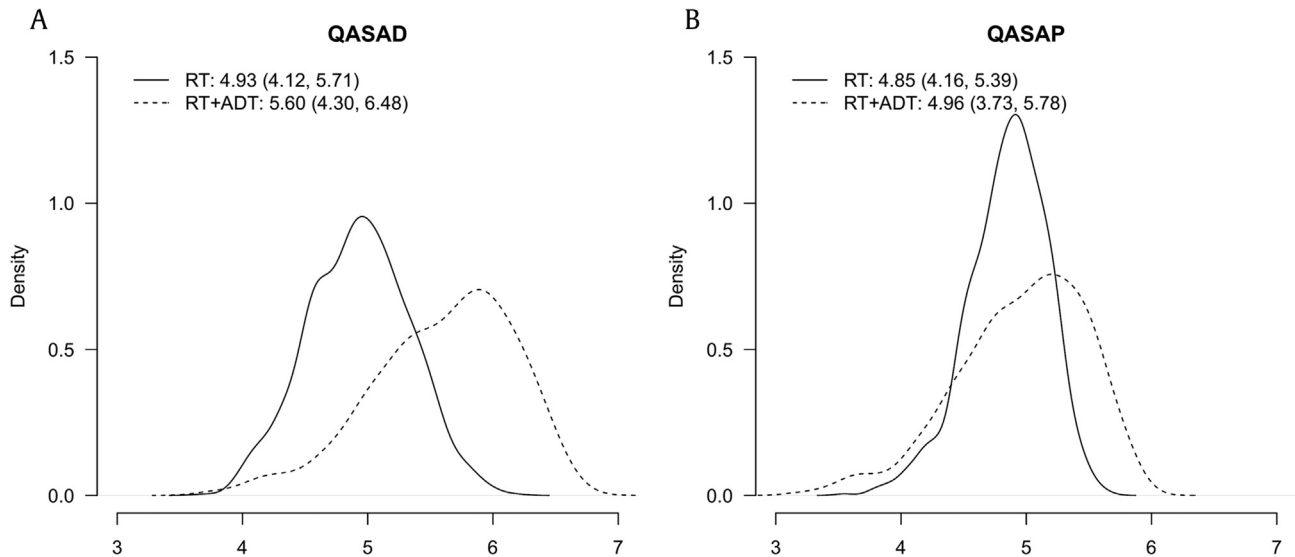 A
QASAD
1.5
RT: 4.93 (4.12, 5.71)
RT+ADT: 5.60 (4.30, 6.48)
1.0
Density
0.5
0.0
3 4 5 6 7
B
QASAP
1.5
RT: 4.85 (4.16, 5.39)
RT+ADT: 4.96 (3.73, 5.78)
1.0
Density
0.5
0.0
3 4 5 6 7